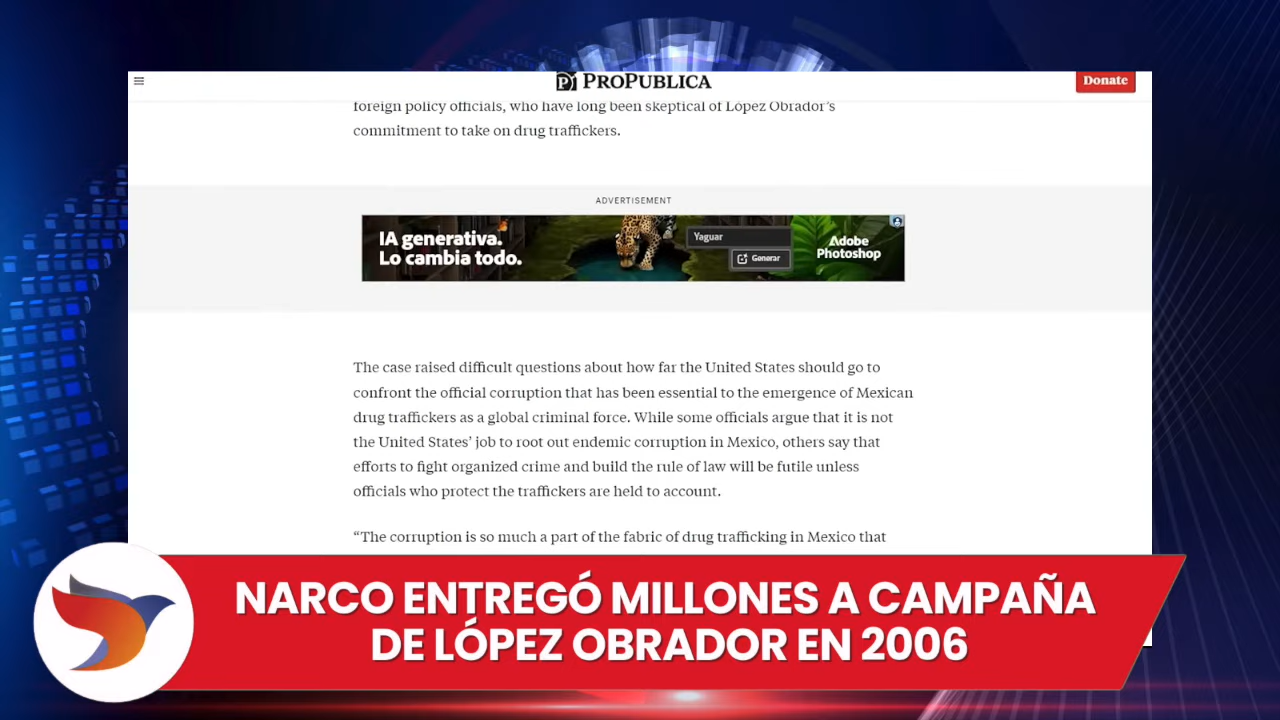 PROPUBLICA
Donate
foreign policy officials, who have long been skeptical of López Obrador's
commitment to take on drug traffickers.
ADVERTISEMENT
IA generativa.
Lo cambia todo.
Yaguar
Generar
Adobe
Photoshop
The case raised difficult questions about how far the United States should go to
confront the official corruption that has been essential to the emergence of Mexican
drug traffickers as a global criminal force. While some officials argue that it is not
the United States' job to root out endemic corruption in Mexico, others say that
efforts to fight organized crime and build the rule of law will be futile unless
officials who protect the traffickers are held to account.
“The corruption is so much a part of the fabric of drug trafficking in Mexico that
NARCO ENTREGÓ MILLONES A CAMPAÑA
DE LÓPEZ OBRADOR EN 2006